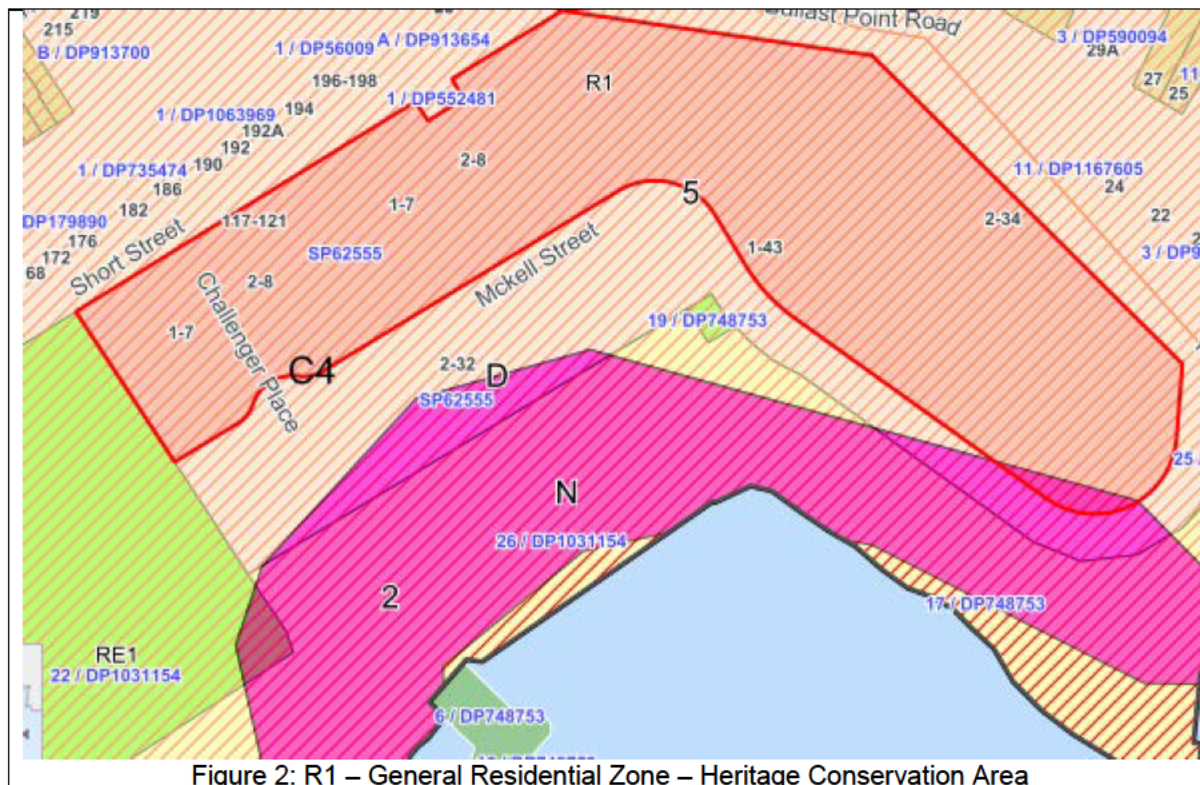 219
215
B / DP913700
1 / DP56009
A / DP913654
Ballast Point Road
3 / DP590094
29A
27
25
11
196-198
R1
1 / DP552481
194
1 / DP1063969
192A
192
190
1 / DP735474
186
182
DP179890
176
172
68
Short Street
117-121
2-8
1-7
SP62555
2-8
1-7
Challenger Place
C4
Mckell Street
5
1-43
2-34
11 / DP1167605
24
22
3 / DP9
19 / DP748753
2-32
D
SP62555
25 /
N
26 / DP1031154
2
17 / DP748753
RE1
22 / DP1031154
6 / DP748753
Figure 2: R1 – General Residential Zone – Heritage Conservation Area